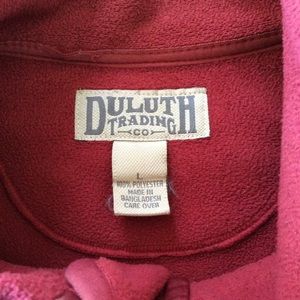 DULUTH
TRADING
CO
L
100% POLYESTER
MADE IN
BANGLADESH
CARE OVER